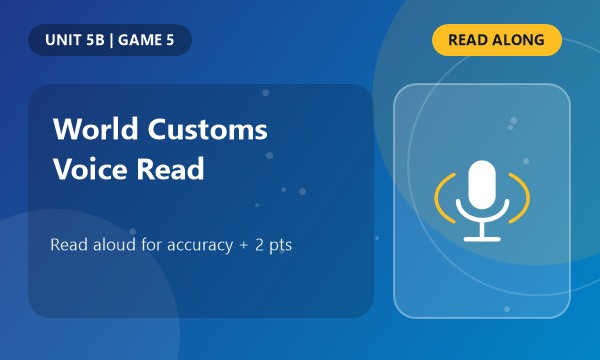 UNIT 5B | GAME 5
READ ALONG
World Customs
Voice Read
Read aloud for accuracy + 2 pts